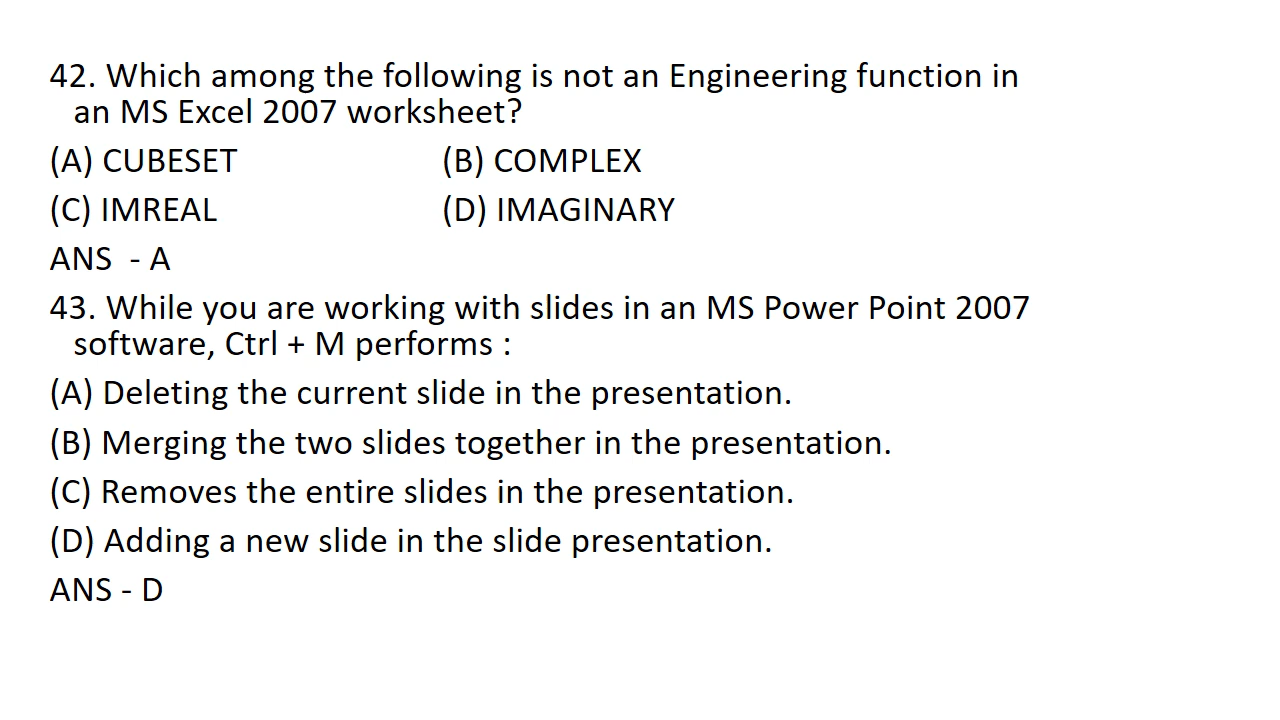 42. Which among the following is not an Engineering function in
an MS Excel 2007 worksheet?
(A) CUBESET (B) COMPLEX
(C) IMREAL (D) IMAGINARY
ANS - A
43. While you are working with slides in an MS Power Point 2007
software, Ctrl + M performs :
(A) Deleting the current slide in the presentation.
(B) Merging the two slides together in the presentation.
(C) Removes the entire slides in the presentation.
(D) Adding a new slide in the slide presentation.
ANS - D